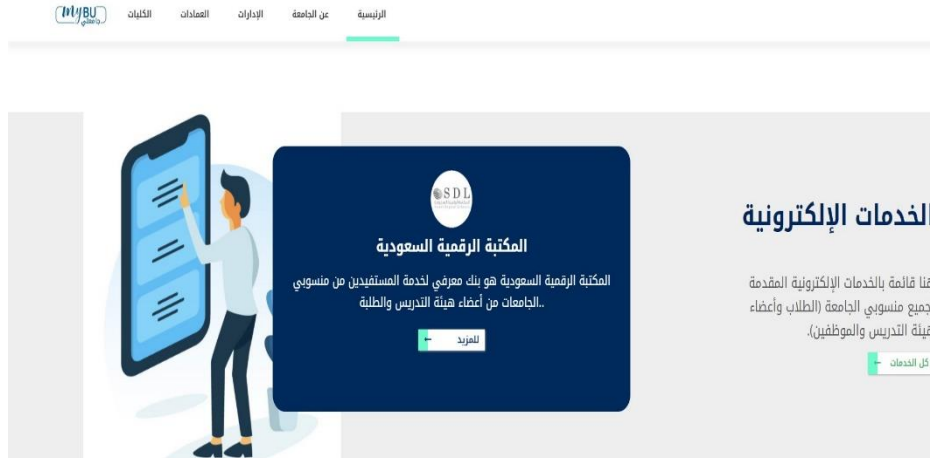 الرئيسية
عن الجامعة
الإدارات
العمادات
الكليات
MyBU
جامعتي
الخدمات الإلكترونية
هنا قائمة بالخدمات الإلكترونية المقدمة
جميع منسوبي الجامعة (الطلاب وأعضاء
هيئة التدريس والموظفين).
كل الخدمات ←
SDL
المكتبة الرقمية السعودية
المكتبة الرقمية السعودية هو بنك معرفي لخدمة المستفيدين من منسوبي
..الجامعات من أعضاء هيئة التدريس والطلبة
للمزيد ←